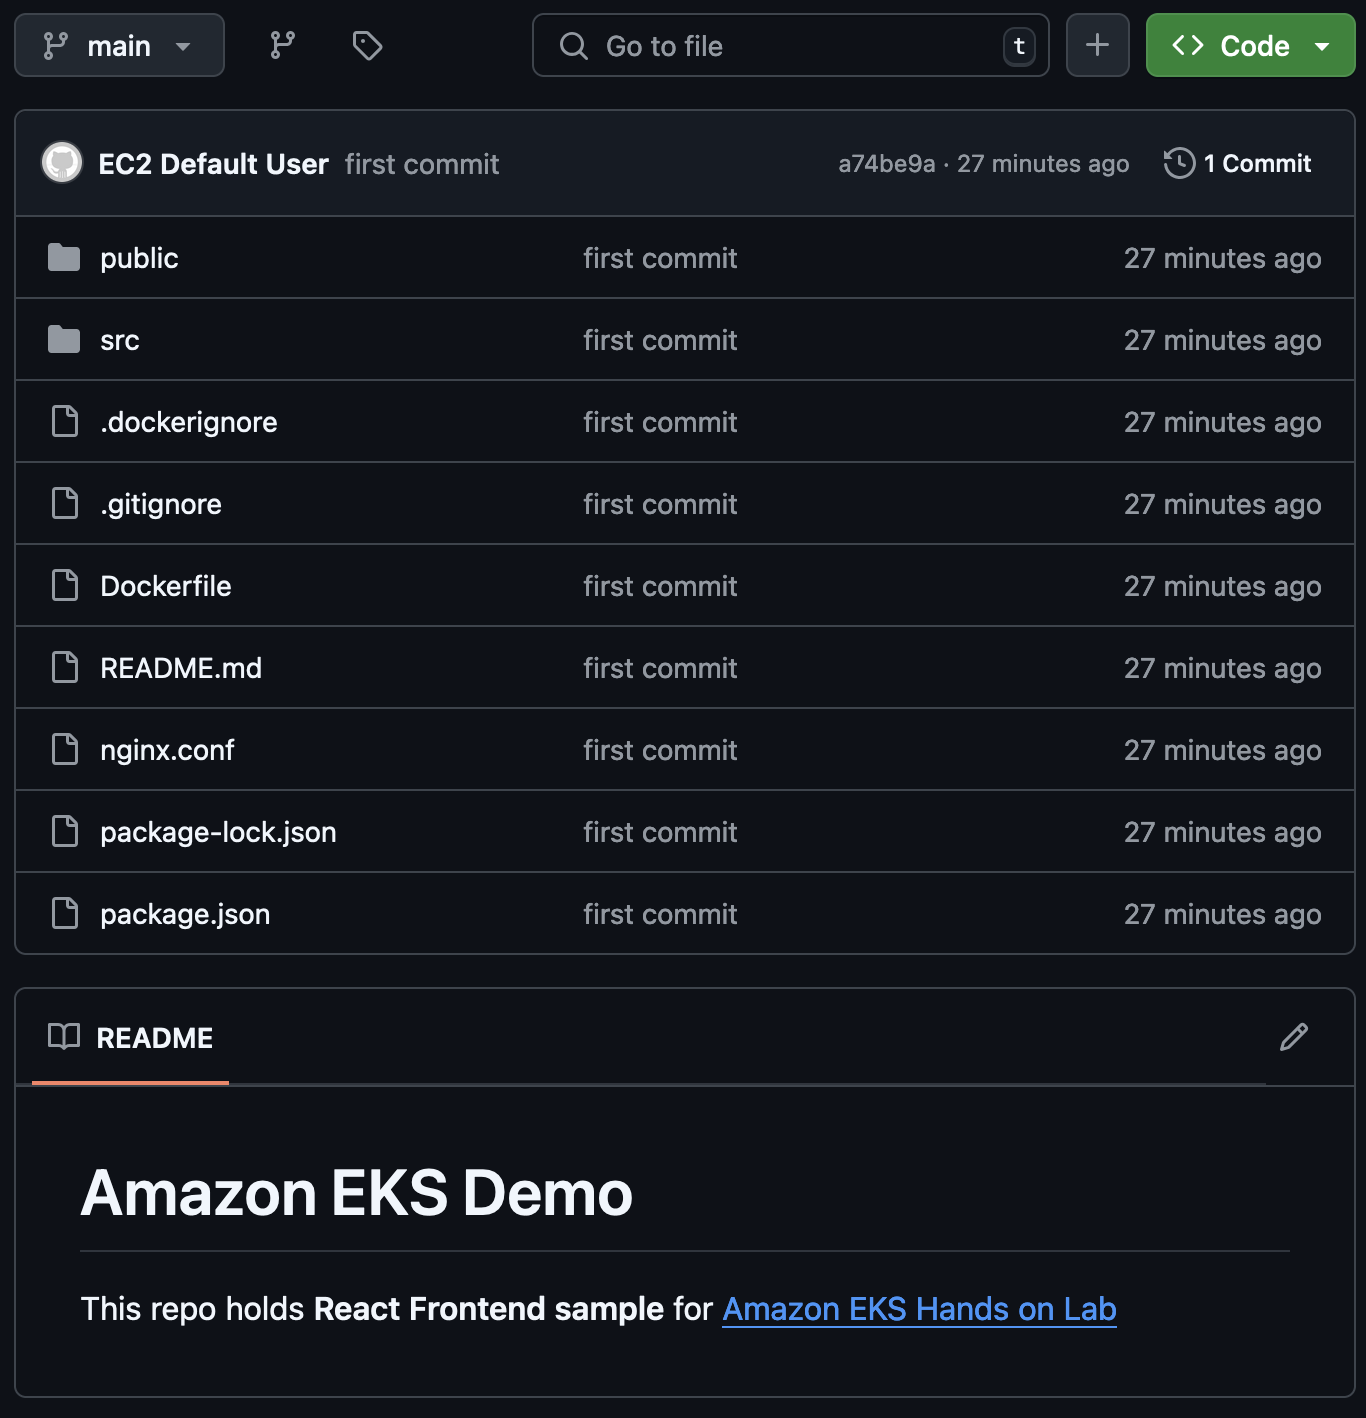 main
Go to file
t
Code
EC2 Default User first commit a74be9a · 27 minutes ago 1 Commit
public first commit 27 minutes ago
src first commit 27 minutes ago
.dockerignore first commit 27 minutes ago
.gitignore first commit 27 minutes ago
Dockerfile first commit 27 minutes ago
README.md first commit 27 minutes ago
nginx.conf first commit 27 minutes ago
package-lock.json first commit 27 minutes ago
package.json first commit 27 minutes ago
README
Amazon EKS Demo
This repo holds React Frontend sample for Amazon EKS Hands on Lab